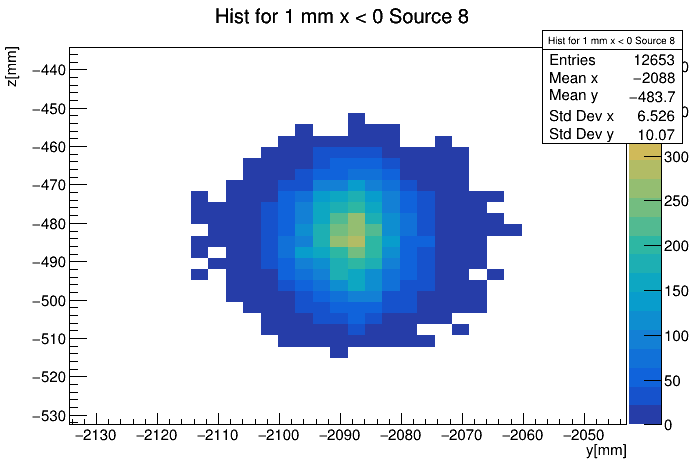 Hist for 1 mm x < 0 Source 8
z[mm]
Hist for 1 mm x < 0 Source 8
Entries 12653
Mean x −2088
Mean y −483.7
Std Dev x 6.526
Std Dev y 10.07
−440
−450
−460
−470
−480
−490
−500
−510
−520
−530
300
250
200
150
100
50
0
−2130 −2120 −2110 −2100 −2090 −2080 −2070 −2060 −2050
y[mm]